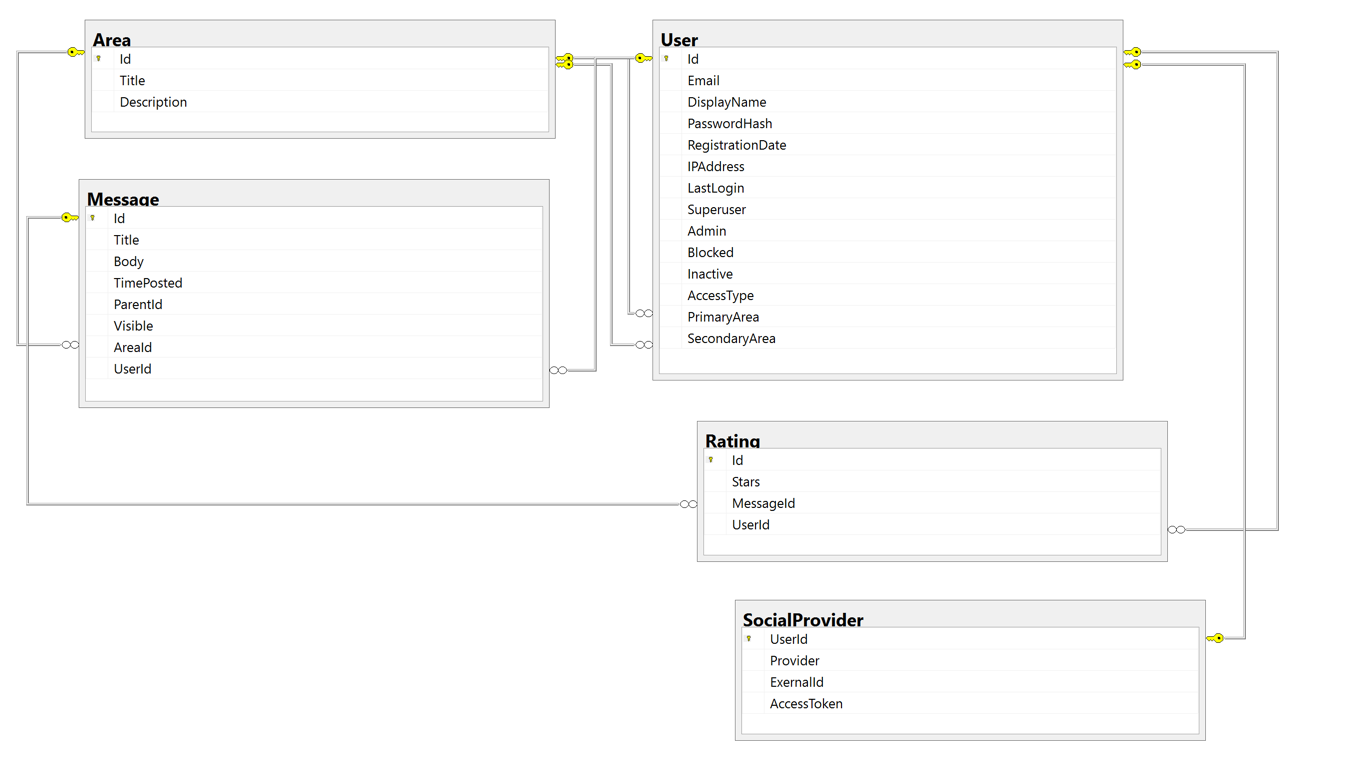 Area
Id
Title
Description
Message
Id
Title
Body
TimePosted
ParentId
Visible
AreaId
UserId
User
Id
Email
DisplayName
PasswordHash
RegistrationDate
IPAddress
LastLogin
Superuser
Admin
Blocked
Inactive
AccessType
PrimaryArea
SecondaryArea
Rating
Id
Stars
MessageId
UserId
SocialProvider
UserId
Provider
ExernalId
AccessToken